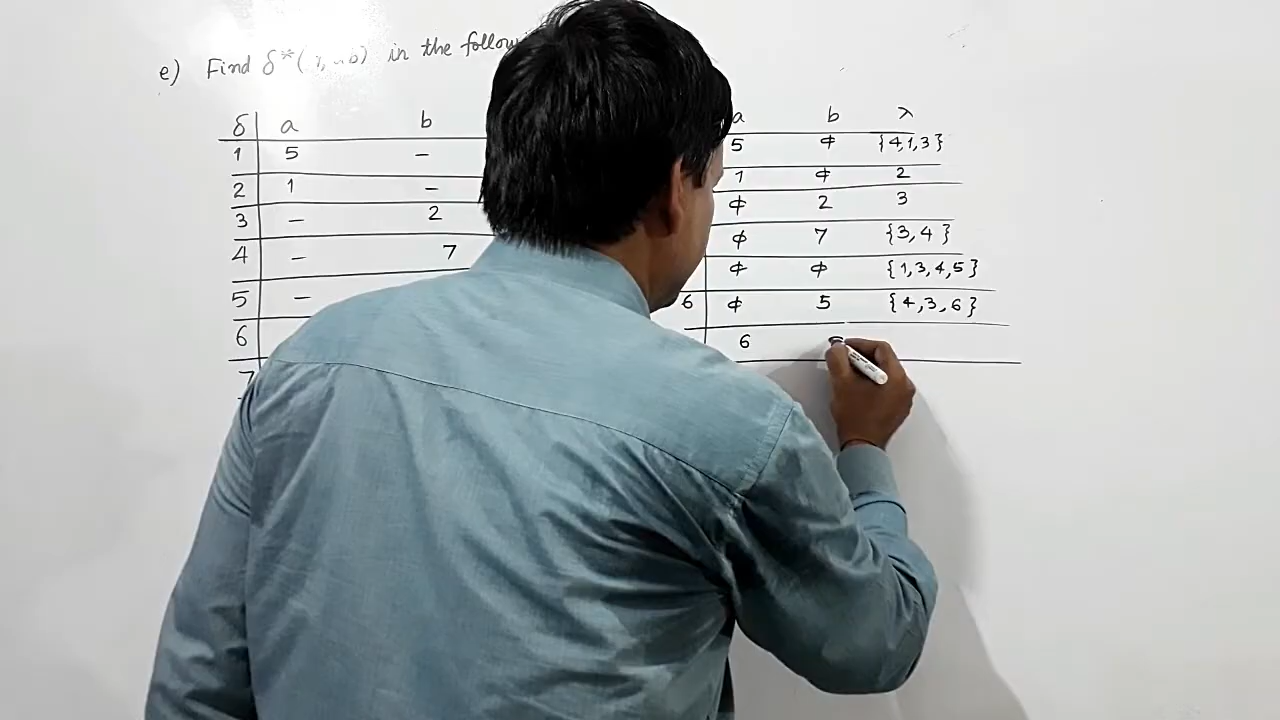 e) Find δ*( in the
δ a b
1 5 –
2 1 –
3 – 2
4 – 7
5 –
6
7
a b λ
5 ϕ {4,1,3}
1 ϕ 2
ϕ 2 3
ϕ 7 {3,4}
ϕ ϕ {1,3,4,5}
6 ϕ 5 {4,3,6}
6